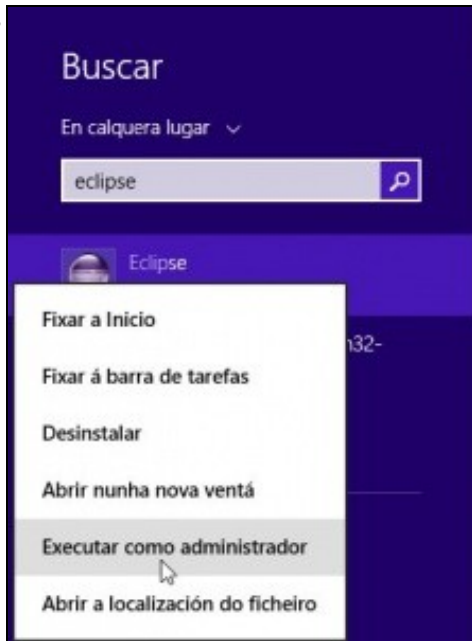 Buscar
En calquera lugar
eclipse
Eclipse
Fixar a Inicio
Fixar á barra de tarefas
Desinstalar
Abrir nunha nova ventá
Executar como administrador
Abrir a localización do ficheiro